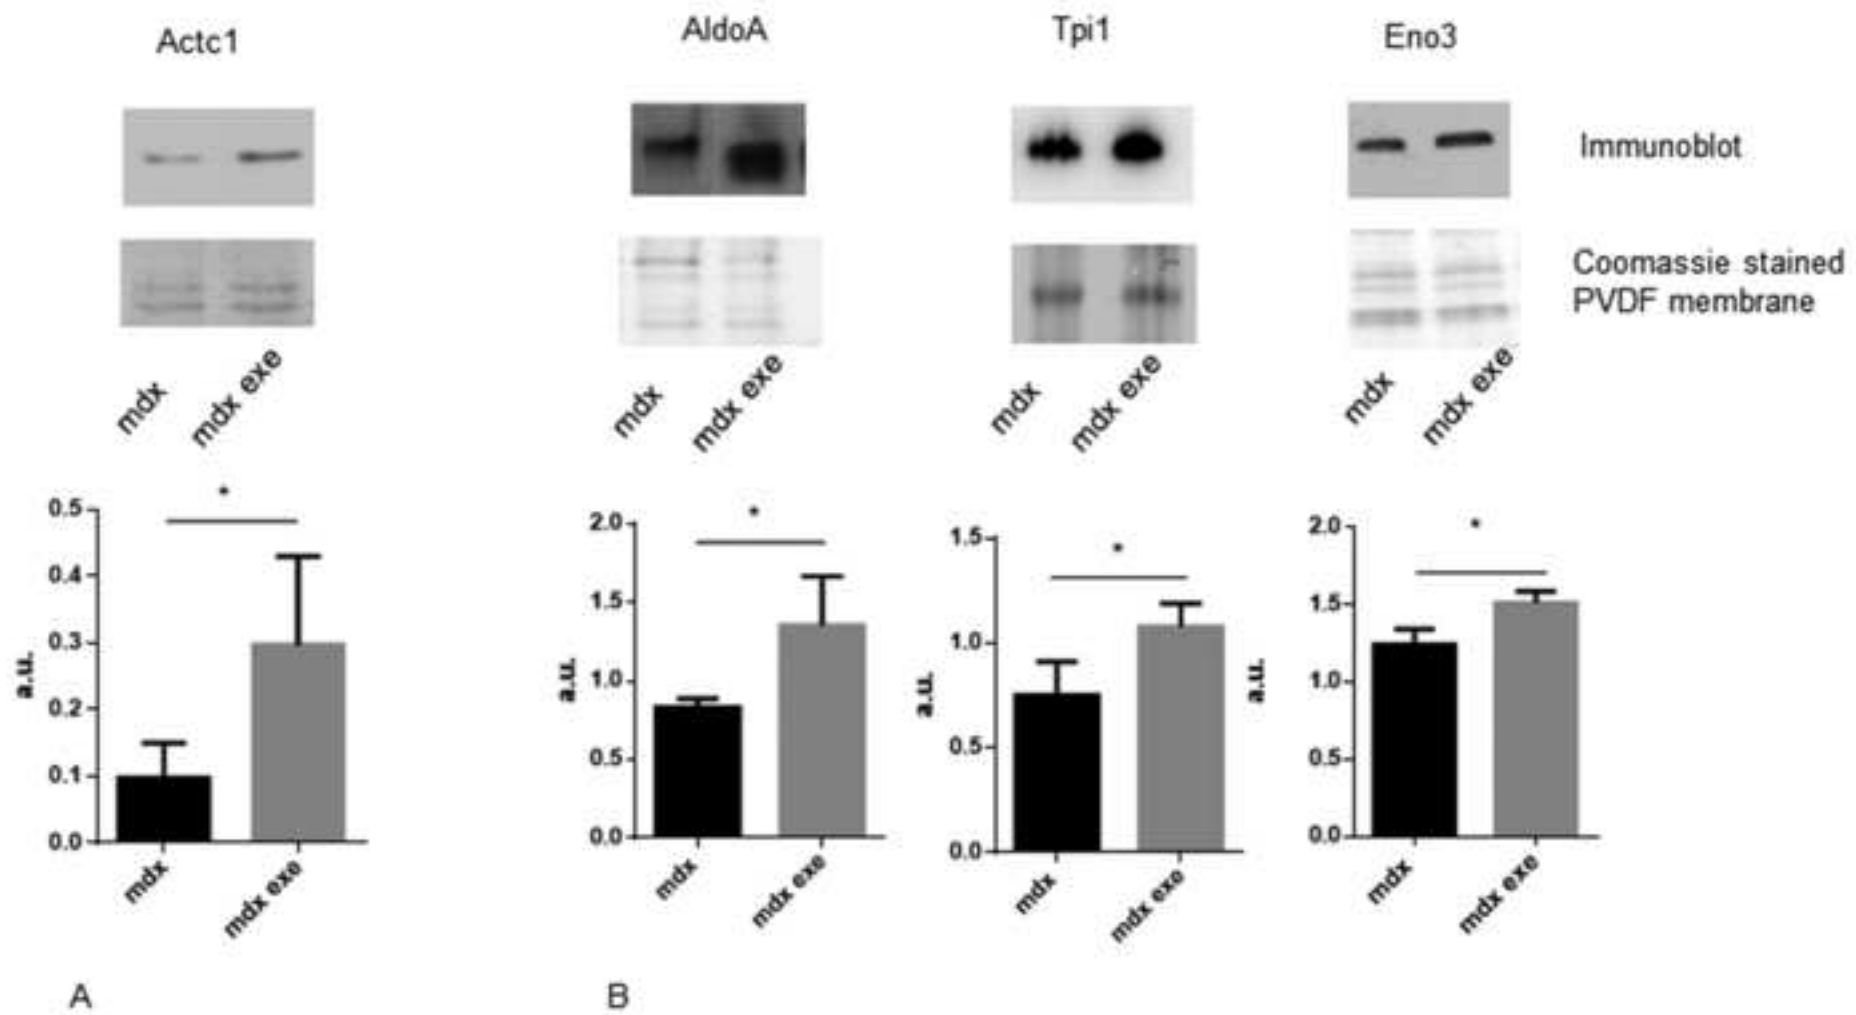 Actc1
AldoA
Tpi1
Eno3
Immunoblot
Coomassie stained
PVDF membrane
mdx
mdx exe
mdx
mdx exe
mdx
mdx exe
mdx
mdx exe
*
0.5
0.4
0.3
0.2
0.1
0.0
a.u.
mdx
mdx exe
*
2.0
1.5
1.0
0.5
0.0
a.u.
mdx
mdx exe
*
1.5
1.0
0.5
0.0
a.u.
mdx
mdx exe
*
2.0
1.5
1.0
0.5
0.0
a.u.
mdx
mdx exe
A
B